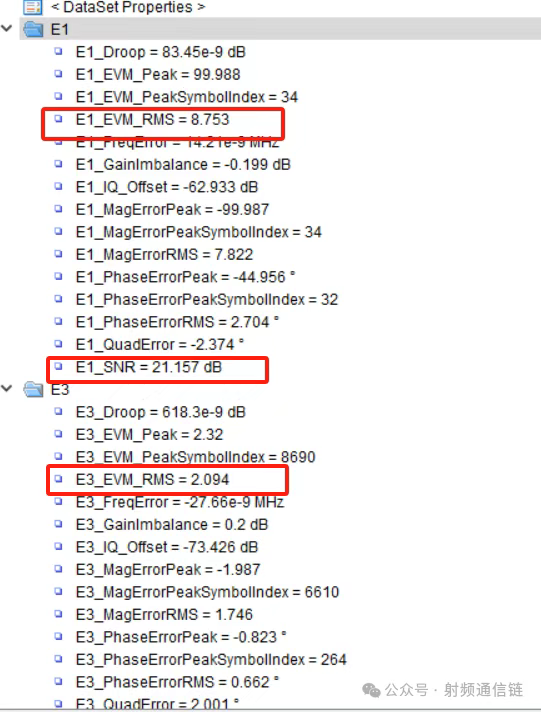 < DataSet Properties >
E1
E1_Droop = 83.45e-9 dB
E1_EVM_Peak = 99.988
E1_EVM_PeakSymbolIndex = 34
E1_EVM_RMS = 8.753
E1_FreqError = 14.21e-9 MHz
E1_GainImbalance = -0.199 dB
E1_IQ_Offset = -62.933 dB
E1_MagErrorPeak = -99.987
E1_MagErrorPeakSymbolIndex = 34
E1_MagErrorRMS = 7.822
E1_PhaseErrorPeak = -44.956 °
E1_PhaseErrorPeakSymbolIndex = 32
E1_PhaseErrorRMS = 2.704 °
E1_QuadError = -2.374 °
E1_SNR = 21.157 dB
E3
E3_Droop = 618.3e-9 dB
E3_EVM_Peak = 2.32
E3_EVM_PeakSymbolIndex = 8690
E3_EVM_RMS = 2.094
E3_FreqError = -27.66e-9 MHz
E3_GainImbalance = 0.2 dB
E3_IQ_Offset = -73.426 dB
E3_MagErrorPeak = -1.987
E3_MagErrorPeakSymbolIndex = 6610
E3_MagErrorRMS = 1.746
E3_PhaseErrorPeak = -0.823 °
E3_PhaseErrorPeakSymbolIndex = 264
E3_PhaseErrorRMS = 0.662 °
E3_QuadError = 2.001 °
公众号 · 射频通信链